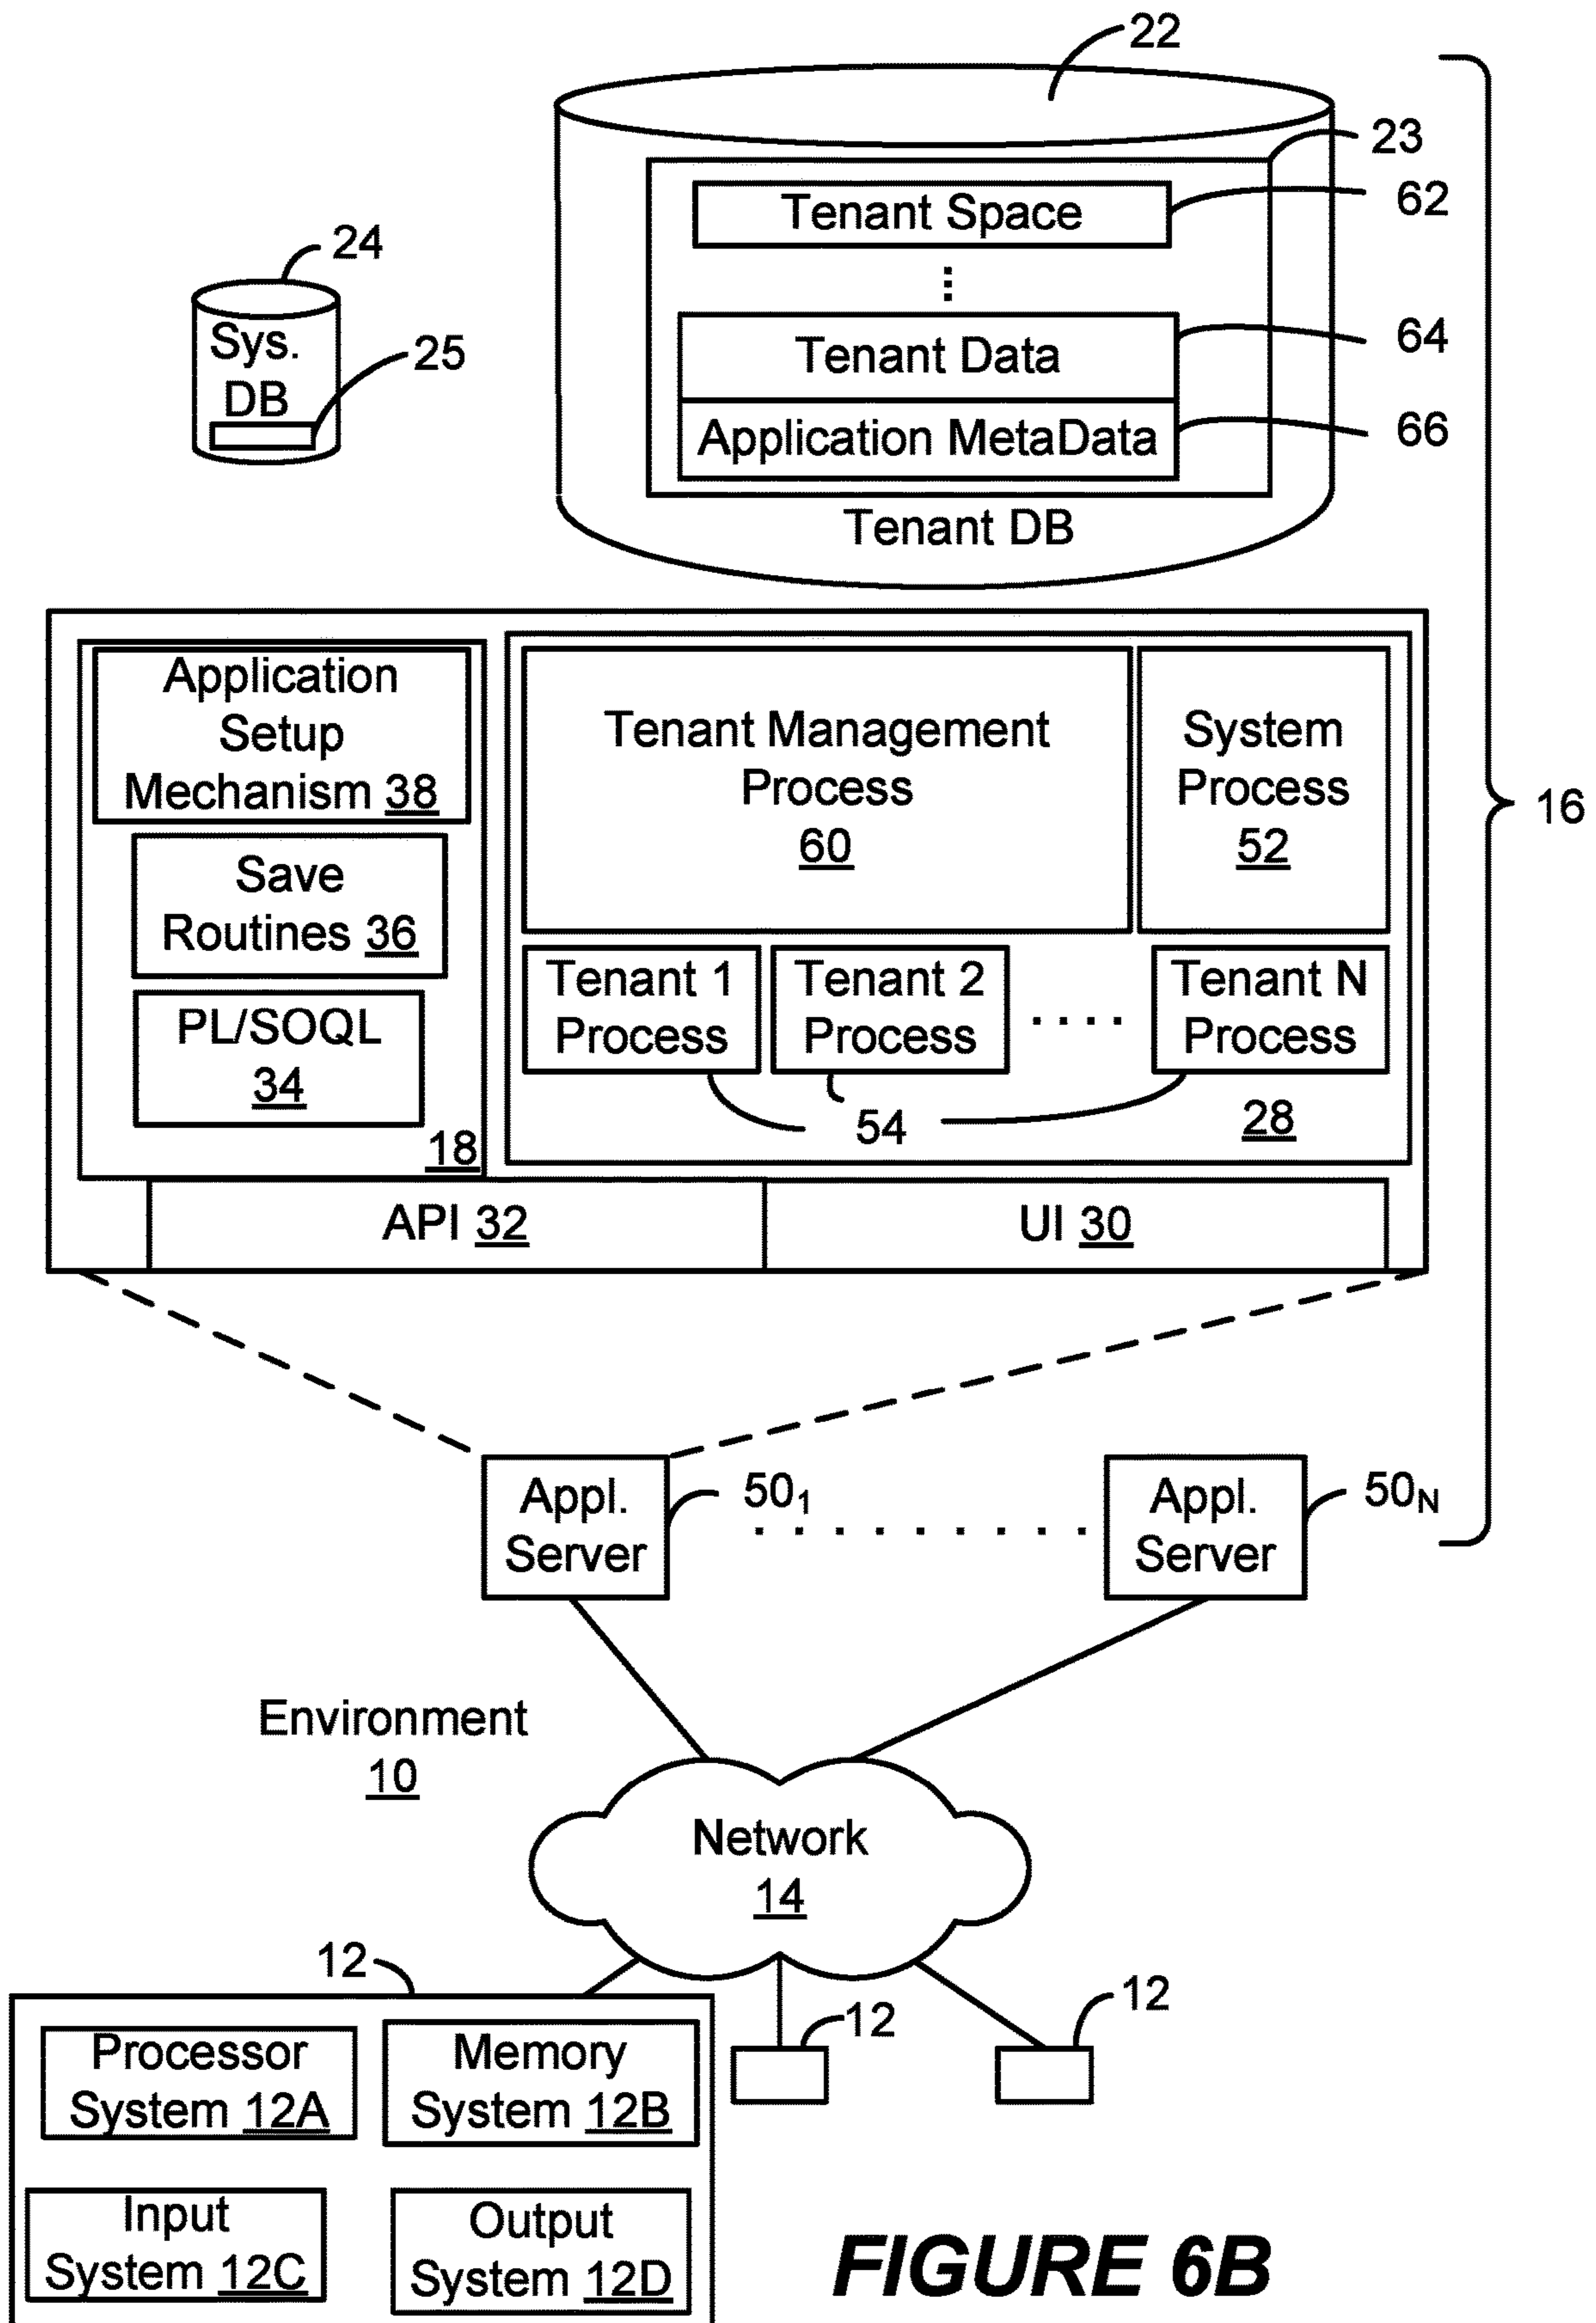 22
23
Tenant Space
62
24
Sys.
DB
25
Tenant Data
64
Application MetaData
66
Tenant DB
Application
Setup
Mechanism 38
Tenant Management
Process
60
System
Process
52
16
Save
Routines 36
PL/SOQL
34
Tenant 1
Process
Tenant 2
Process
. . . .
Tenant N
Process
54
28
18
API 32
UI 30
Appl.
Server
50₁
. . . . . . . . . .
Appl.
Server
50N
Environment
10
Network
14
12
12
12
Processor
System 12A
Memory
System 12B
Input
System 12C
Output
System 12D
FIGURE 6B